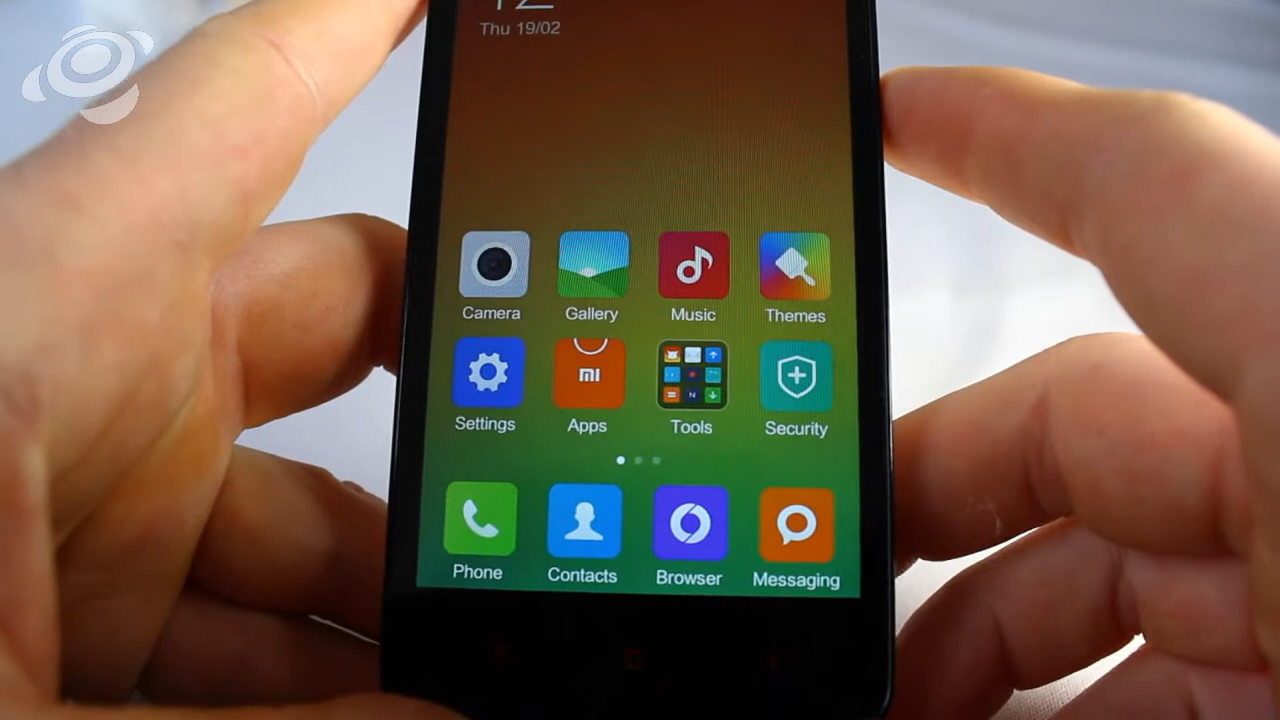 Thu 19/02
Camera Gallery Music Themes
mi
Settings Apps Tools Security
Phone Contacts Browser Messaging